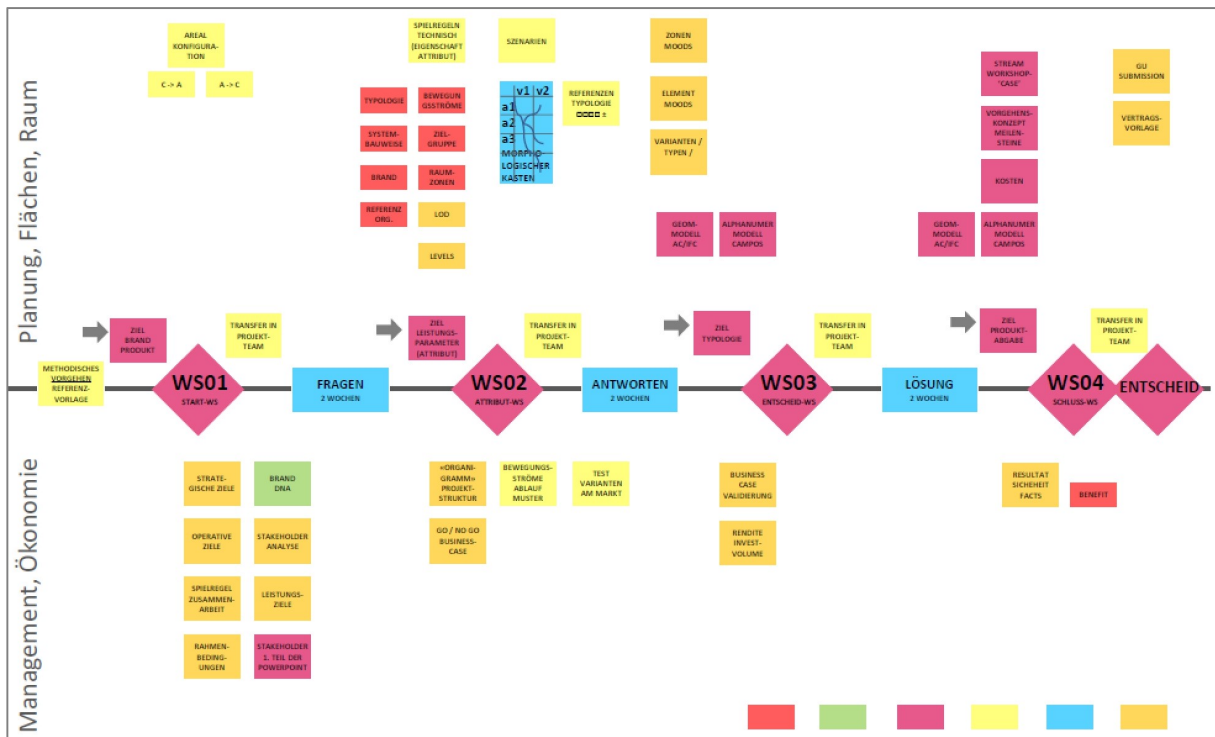 Planung, Flächen, Raum
AREAL
KONFIGURA-
TION
C -> A
A -> C
SPIELREGELN
TECHNISCH
(EIGENSCHAFT
ATTRIBUT)
SZENARIEN
TYPOLOGIE
BEWEGUN
GSSTRÖME
SYSTEM-
BAUWEISE
ZIEL-
GRUPPE
BRAND
RAUM-
ZONEN
REFERENZ
ORG.
LOD
LEVELS
v1 v2
a1
a2
a3
MORPHO-
LOGISCHER
KASTEN
REFERENZEN
TYPOLOGIE
□□□□ ±
ZONEN
MOODS
ELEMENT
MOODS
VARIANTEN /
TYPEN /
GEOM-
MODELL
AC/IFC
ALPHANUMER
MODELL
CAMPOS
STREAM
WORKSHOP-
'CASE'
VORGEHENS-
KONZEPT
MEILEN-
STEINE
KOSTEN
GEOM-
MODELL
AC/IFC
ALPHANUMER
MODELL
CAMPOS
GU
SUBMISSION
VERTRAGS-
VORLAGE
ZIEL
BRAND
PRODUKT
TRANSFER IN
PROJEKT-
TEAM
ZIEL
LEISTUNGS-
PARAMETER
(ATTRIBUT)
TRANSFER IN
PROJEKT-
TEAM
ZIEL
TYPOLOGIE
TRANSFER IN
PROJEKT-
TEAM
ZIEL
PRODUKT-
ABGABE
TRANSFER IN
PROJEKT-
TEAM
METHODISCHES
VORGEHEN
REFERENZ-
VORLAGE
WS01
START-WS
FRAGEN
2 WOCHEN
WS02
ATTRIBUT-WS
ANTWORTEN
2 WOCHEN
WS03
ENTSCHEID-WS
LÖSUNG
2 WOCHEN
WS04
SCHLUSS-WS
ENTSCHEID
Management, Ökonomie
STRATE-
GISCHE ZIELE
BRAND
DNA
OPERATIVE
ZIELE
STAKEHOLDER
ANALYSE
SPIELREGEL
ZUSAMMEN-
ARBEIT
LEISTUNGS-
ZIELE
RAHMEN-
BEDING-
UNGEN
STAKEHOLDER
1. TEIL DER
POWERPOINT
«ORGANI-
GRAMM»
PROJEKT-
STRUKTUR
BEWEGUNGS-
STRÖME
ABLAUF
MUSTER
TEST
VARIANTEN
AM MARKT
GO / NO GO
BUSINESS-
CASE
BUSINESS
CASE
VALIDIERUNG
RENDITE
INVEST-
VOLUME
RESULTAT
SICHEHEIT
FACTS
BENEFIT